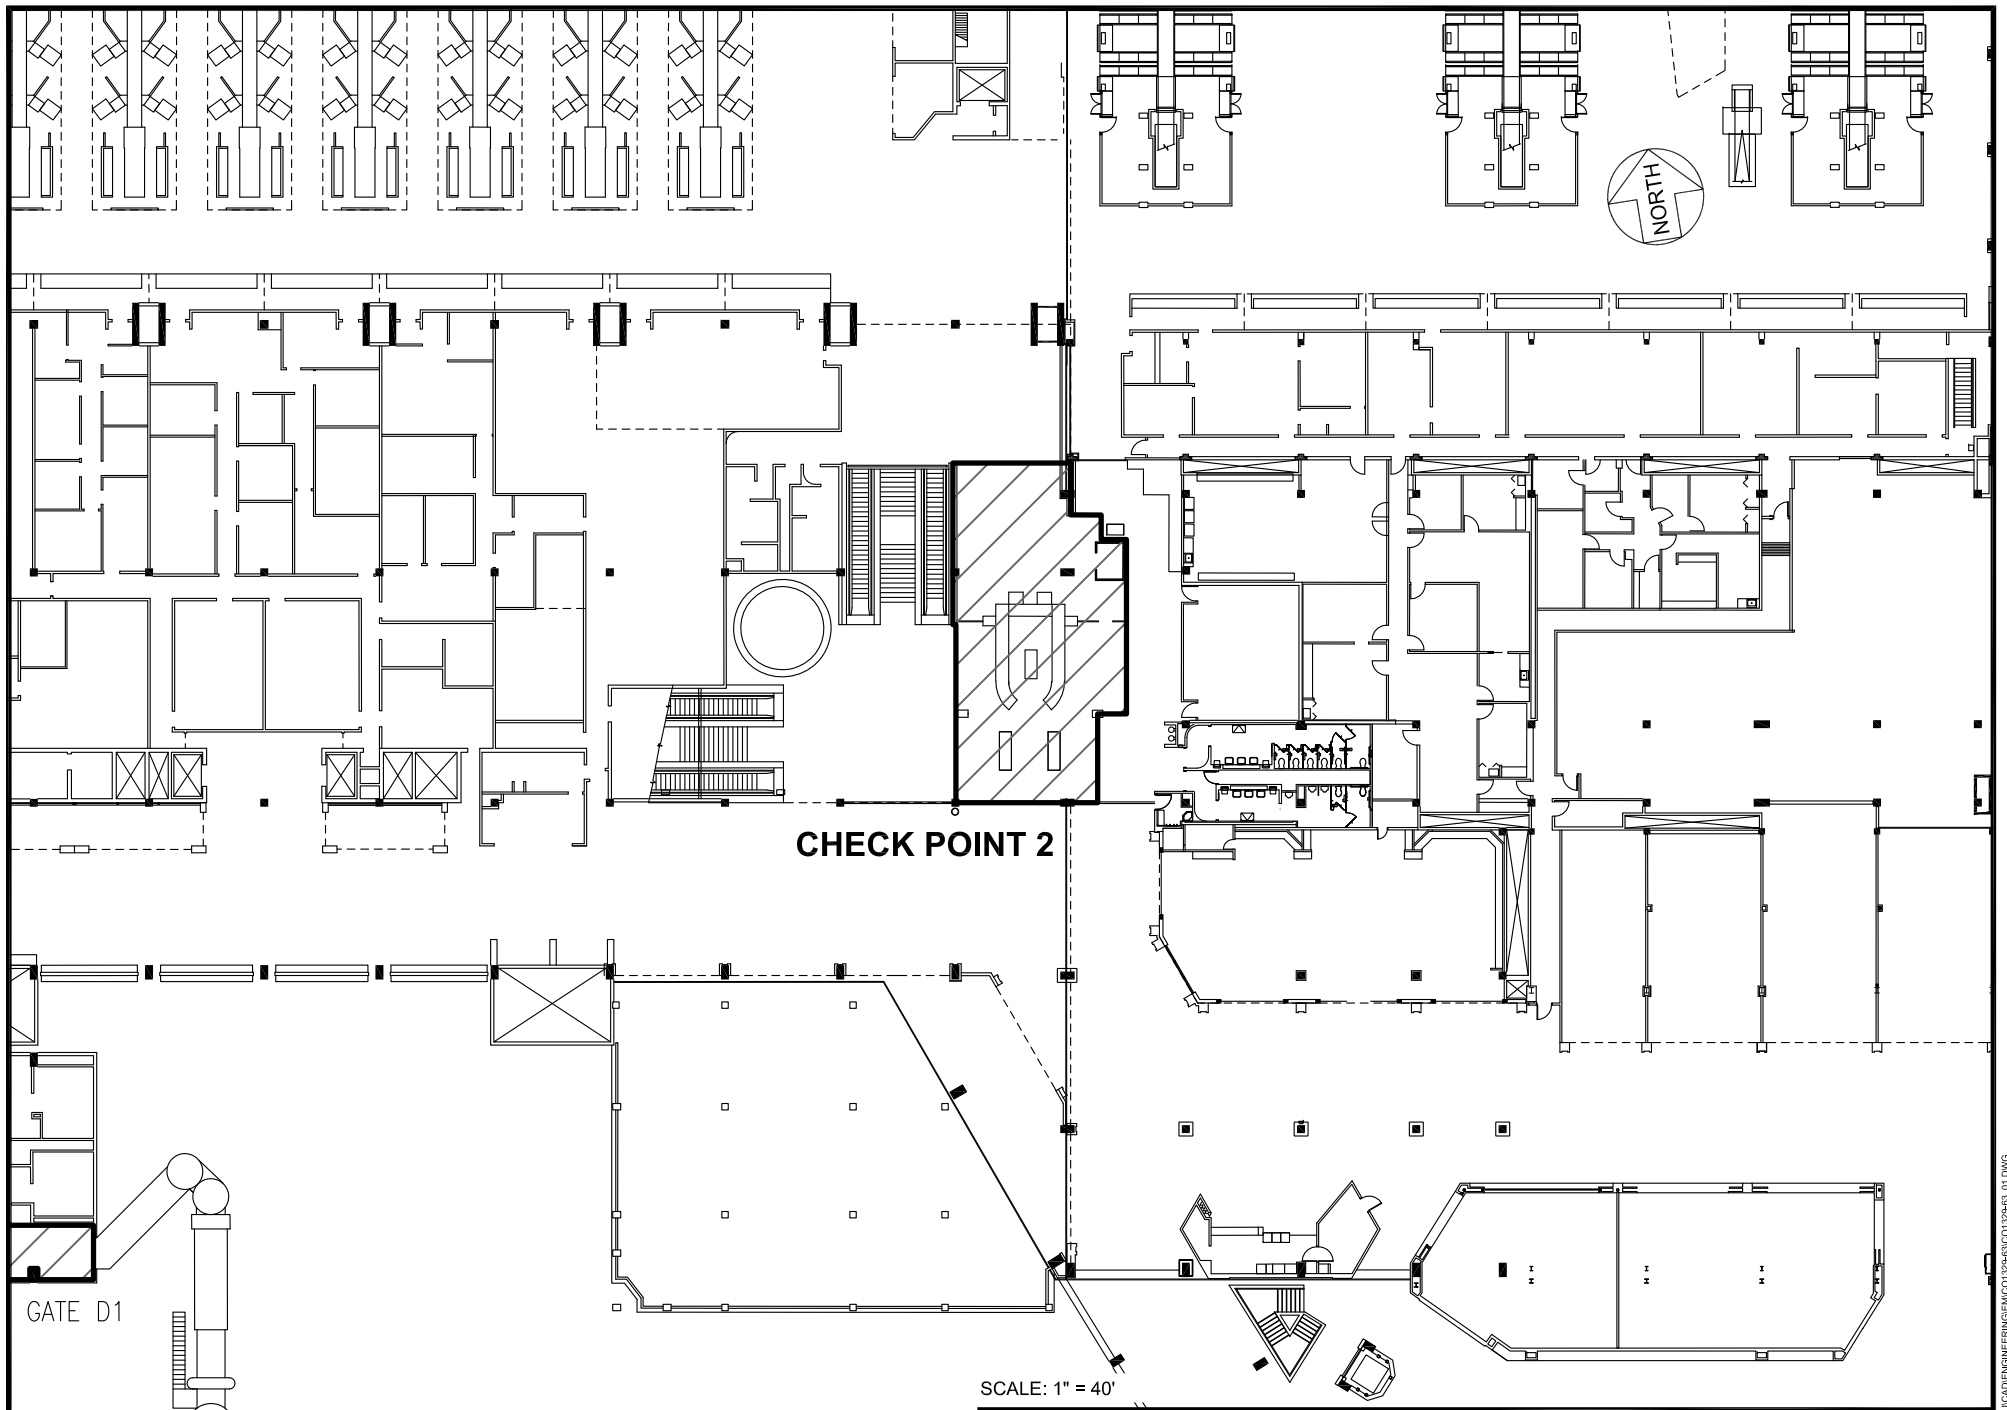 NORTH
CHECK POINT 2
GATE D1
SCALE: 1" = 40'